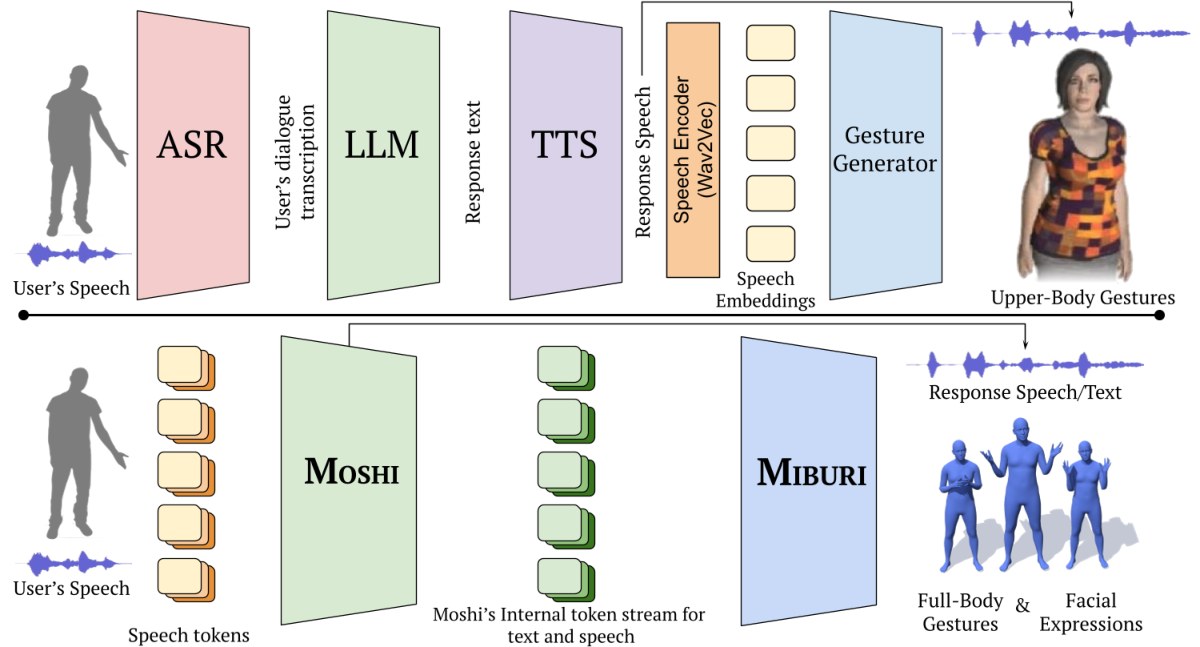 User's Speech
ASR
User's dialogue
transcription
LLM
Response text
TTS
Response Speech
Speech Encoder
(Wav2Vec)
Speech
Embeddings
Gesture
Generator
Upper-Body Gestures
User's Speech
Speech tokens
MOSHI
Moshi's Internal token stream for
text and speech
MIBURI
Response Speech/Text
Full-Body
Gestures
&
Facial
Expressions